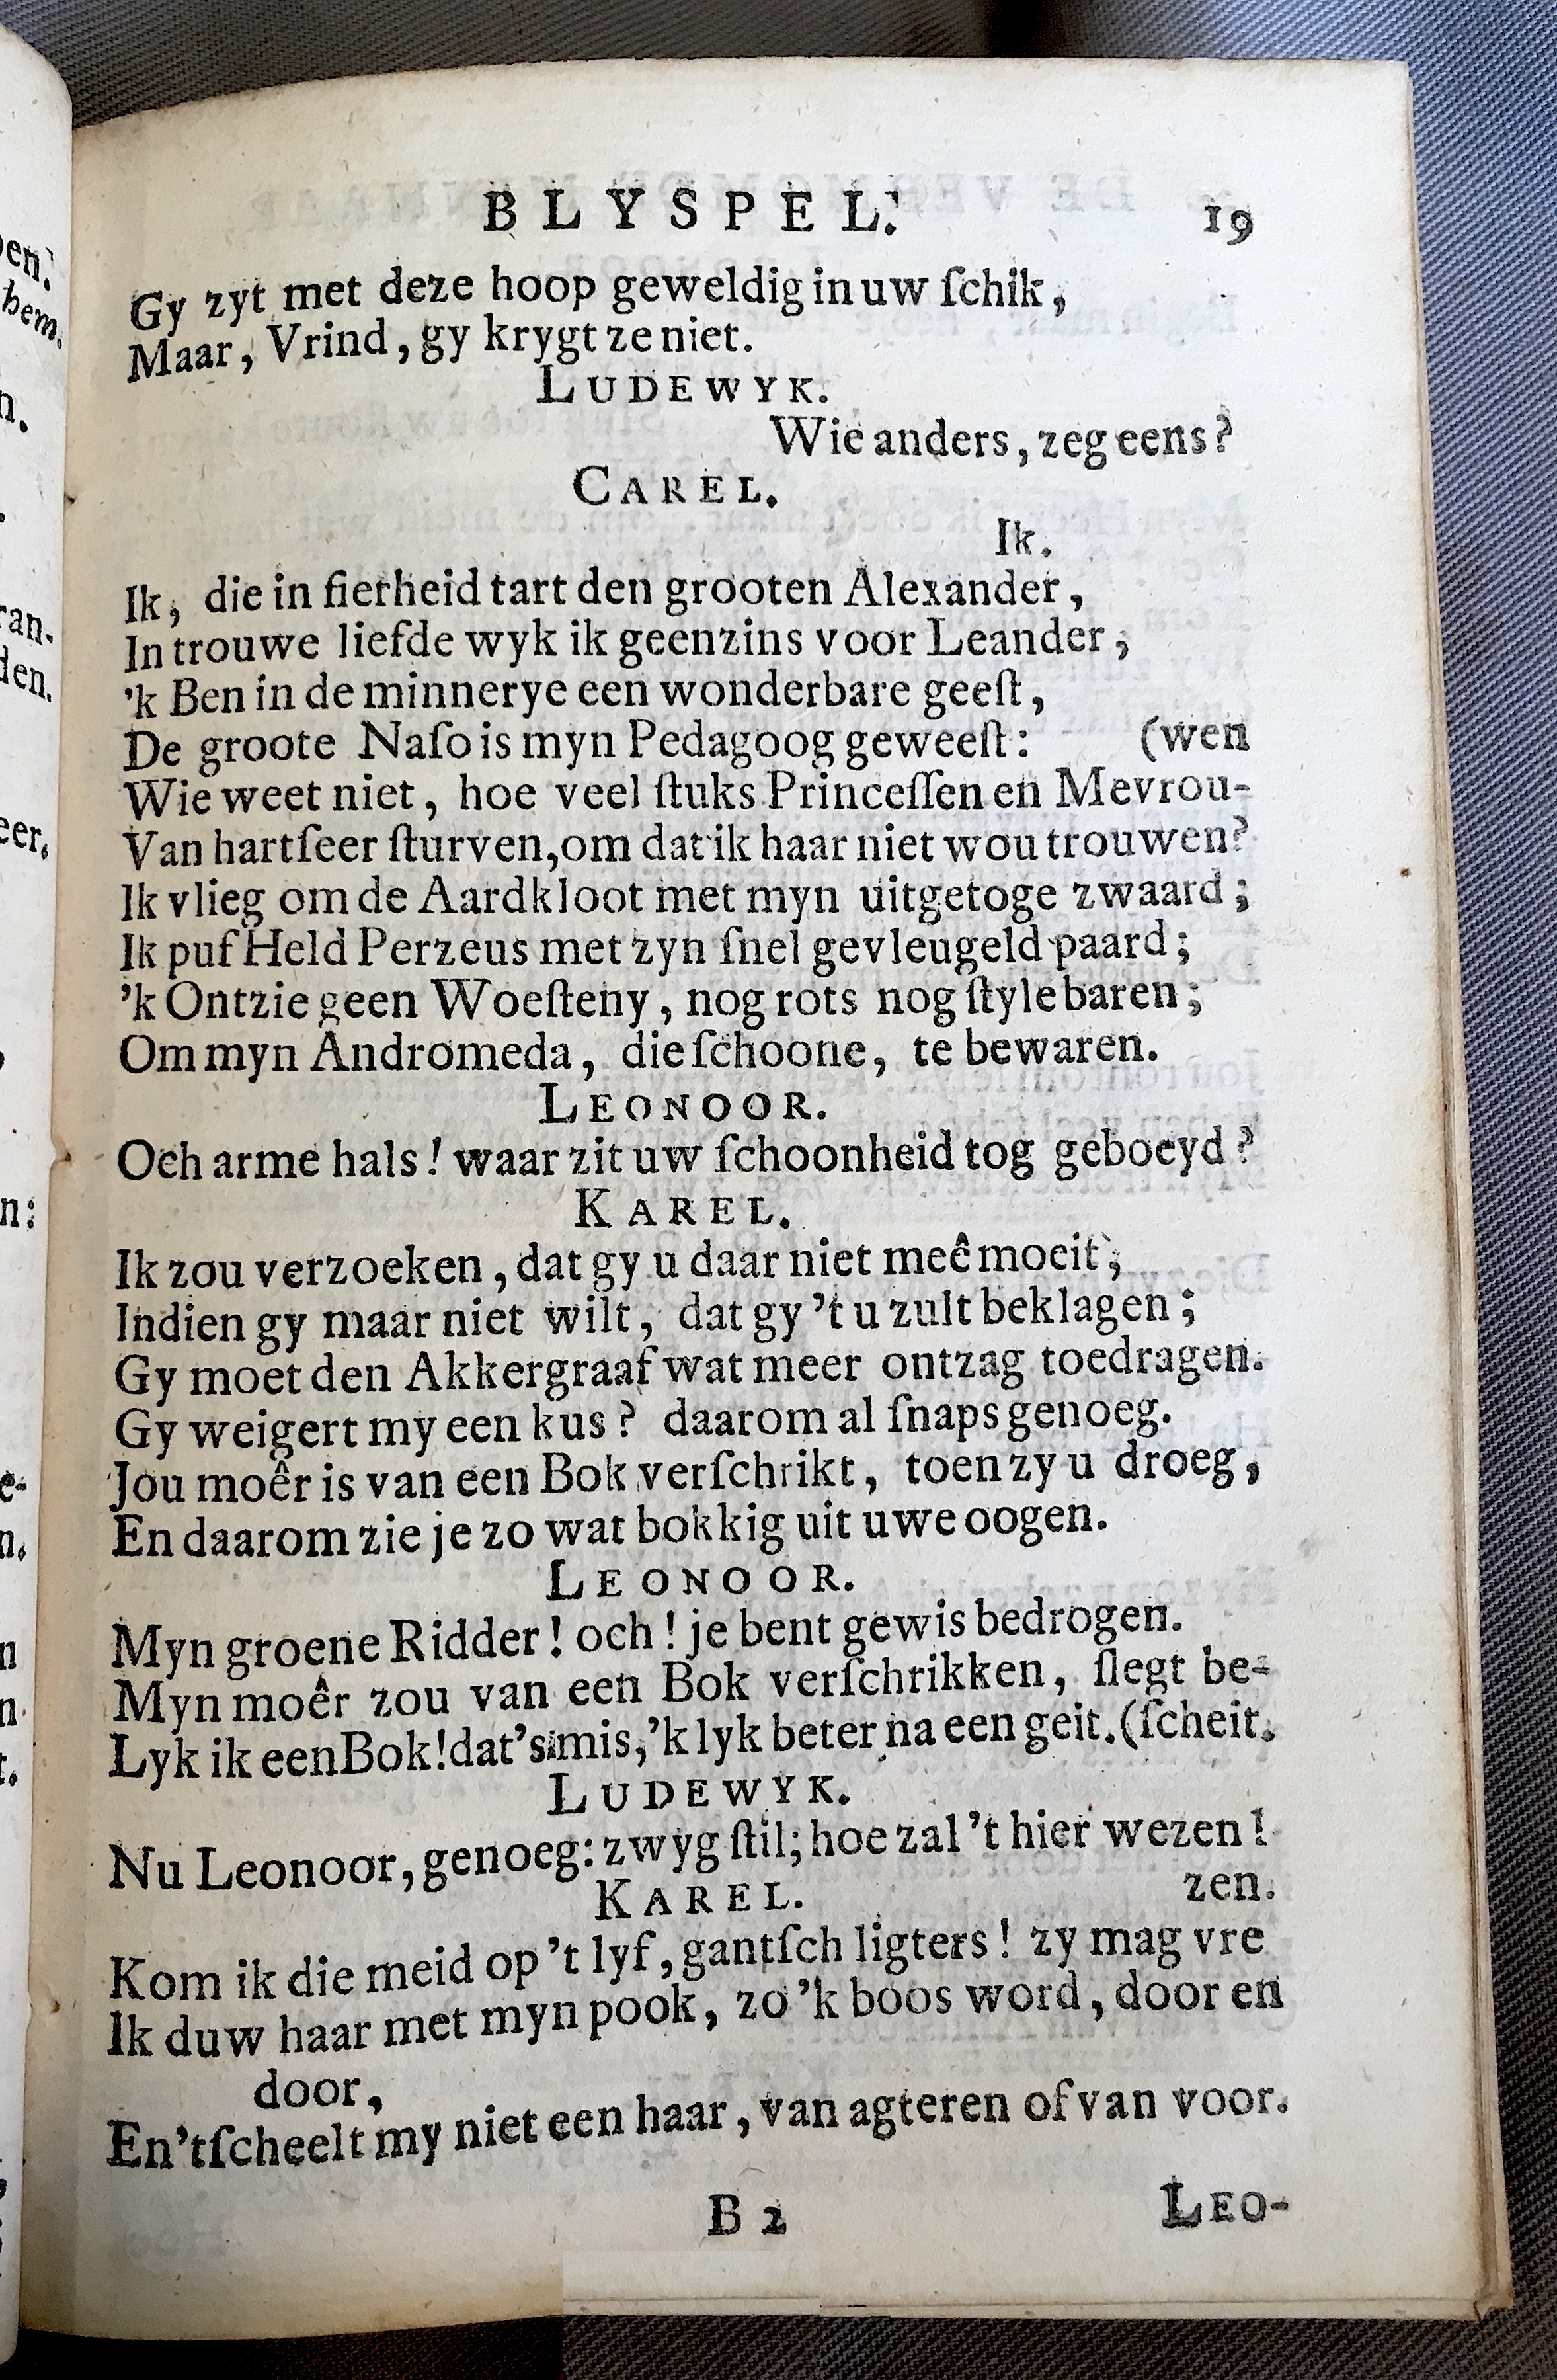 BLYSPEL. 19
Gy zyt met deze hoop geweldig in uw ſchik,
Maar, Vrind, gy krygt ze niet.
LUDEWYK.
Wie anders, zeg eens?
CAREL.
Ik.
Ik, die in fierheid tart den grooten Alexander,
In trouwe liefde wyk ik geenzins voor Leander,
'k Ben in de minnerye een wonderbare geeſt,
De groote Naſo is myn Pedagoog geweeſt: (wen
Wie weet niet, hoe veel ſtuks Princeſſen en Mevrou-
Van hartſeer ſturven, om dat ik haar niet wou trouwen?
Ik vlieg om de Aardkloot met myn uitgetoge zwaard;
Ik puf Held Perzeus met zyn ſnel gevleugeld paard;
'k Ontzie geen Woeſteny, nog rots nog ſtyle baren;
Om myn Andromeda, die ſchoone, te bewaren.
LEONOOR.
Och arme hals! waar zit uw ſchoonheid tog geboeyd?
KAREL.
Ik zou verzoeken, dat gy u daar niet meê moeit;
Indien gy maar niet wilt, dat gy 't u zult beklagen;
Gy moet den Akkergraaf wat meer ontzag toedragen.
Gy weigert my een kus? daarom al ſnaps genoeg.
Jou moêr is van een Bok verſchrikt, toen zy u droeg,
En daarom zie je zo wat bokkig uit uwe oogen.
LEONOOR.
Myn groene Ridder! och! je bent gewis bedrogen.
Myn moêr zou van een Bok verſchrikken, ſlegt be-
Lyk ik een Bok! dat's mis, 'k lyk beter na een geit. (ſcheit.
LUDEWYK.
Nu Leonoor, genoeg: zwyg ſtil; hoe zal 't hier wezen!
KAREL. zen.
Kom ik die meid op 't lyf, gantſch ligters! zy mag vre
Ik duw haar met myn pook, zo 'k boos word, door en
door,
En 't ſcheelt my niet een haar, van agteren of van voor.
B 2 LEO-